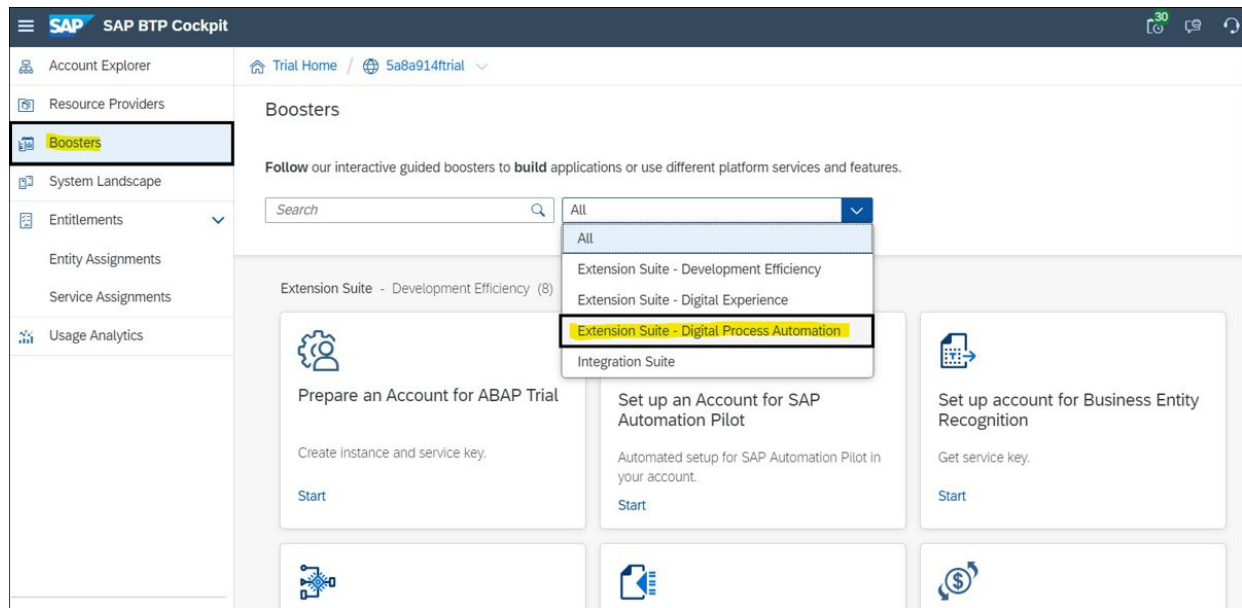 SAP SAP BTP Cockpit
30
Account Explorer
Trial Home / 5a8a914ftrial
Resource Providers
Boosters
Boosters
Follow our interactive guided boosters to build applications or use different platform services and features.
System Landscape
Search
All
Entitlements
All
Entity Assignments
Extension Suite - Development Efficiency
Service Assignments
Extension Suite - Development Efficiency (8)
Extension Suite - Digital Experience
Usage Analytics
Extension Suite - Digital Process Automation
Integration Suite
Prepare an Account for ABAP Trial
Create instance and service key.
Start
Set up an Account for SAP
Automation Pilot
Automated setup for SAP Automation Pilot in
your account.
Start
Set up account for Business Entity
Recognition
Get service key.
Start